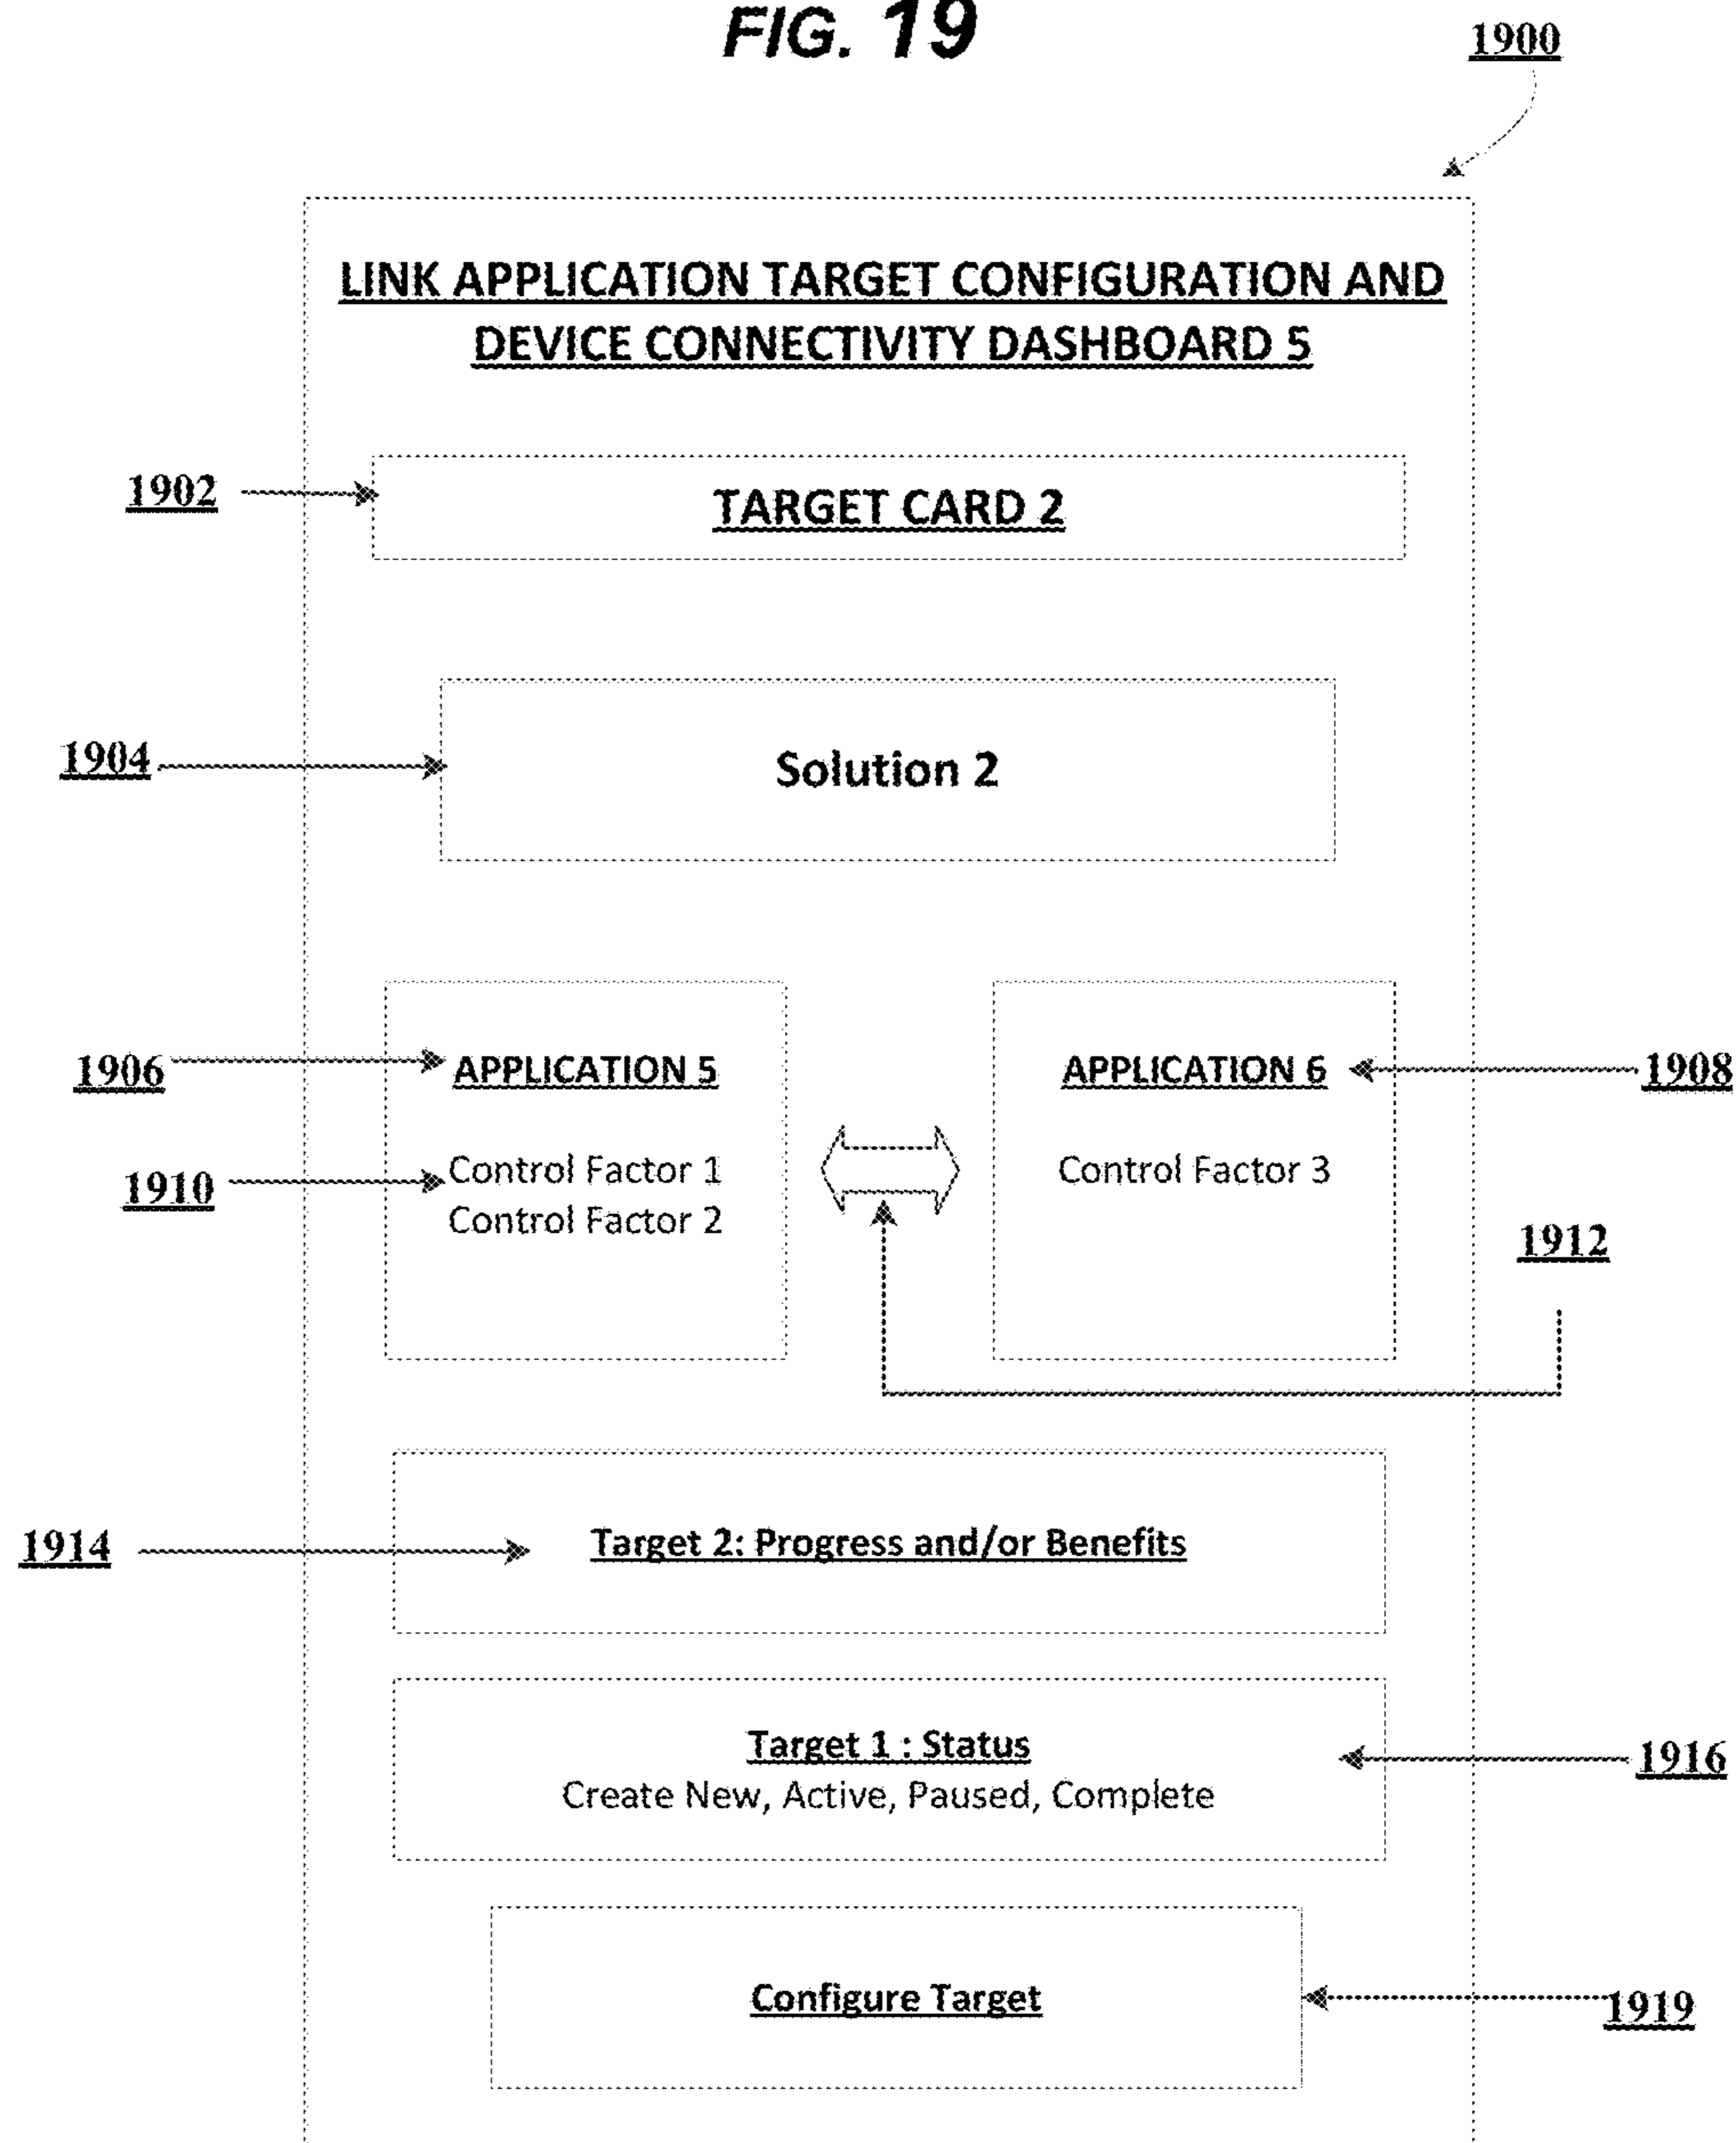 FIG. 19
1900
LINK APPLICATION TARGET CONFIGURATION AND
DEVICE CONNECTIVITY DASHBOARD 5
1902
TARGET CARD 2
1904
Solution 2
1906
APPLICATION 5
APPLICATION 6
1908
1910
Control Factor 1
Control Factor 2
Control Factor 3
1912
1914
Target 2: Progress and/or Benefits
Target 1 : Status
Create New, Active, Paused, Complete
1916
Configure Target
1919